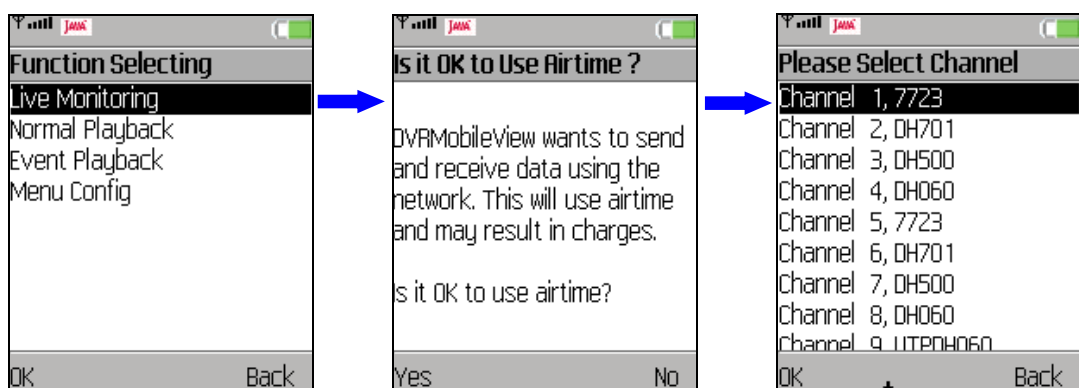 JAVA
Function Selecting
Live Monitoring
Normal Playback
Event Playback
Menu Config
OK Back
JAVA
Is it OK to Use Airtime ?
DVRMobileView wants to send
and receive data using the
network. This will use airtime
and may result in charges.
Is it OK to use airtime?
Yes No
JAVA
Please Select Channel
Channel 1, 7723
Channel 2, DH701
Channel 3, DH500
Channel 4, DH060
Channel 5, 7723
Channel 6, DH701
Channel 7, DH500
Channel 8, DH060
Channel 9, UTPDH060
OK Back